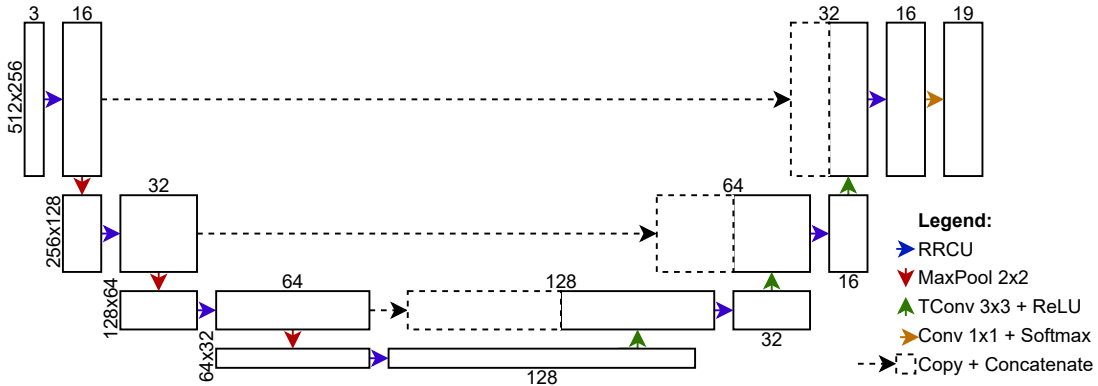 3
16
32
16
19
512x256
32
64
256x128
16
Legend:
RRCU
MaxPool 2x2
TConv 3x3 + ReLU
Conv 1x1 + Softmax
Copy + Concatenate
64
128
128x64
32
64x32
128